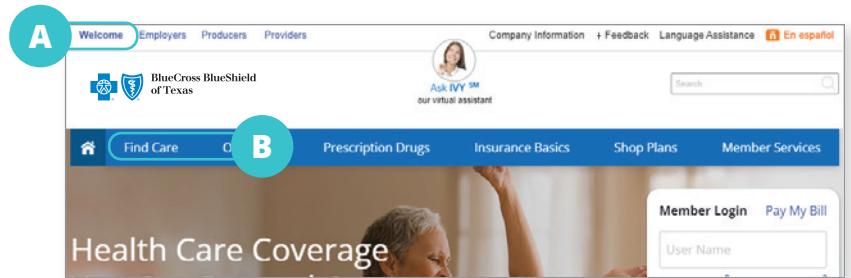 A
Welcome Employers Producers Providers Company Information + Feedback Language Assistance En español
BlueCross BlueShield
of Texas
Ask IVY SM
our virtual assistant
Search
Find Care B Prescription Drugs Insurance Basics Shop Plans Member Services
Member Login Pay My Bill
User Name
Health Care Coverage